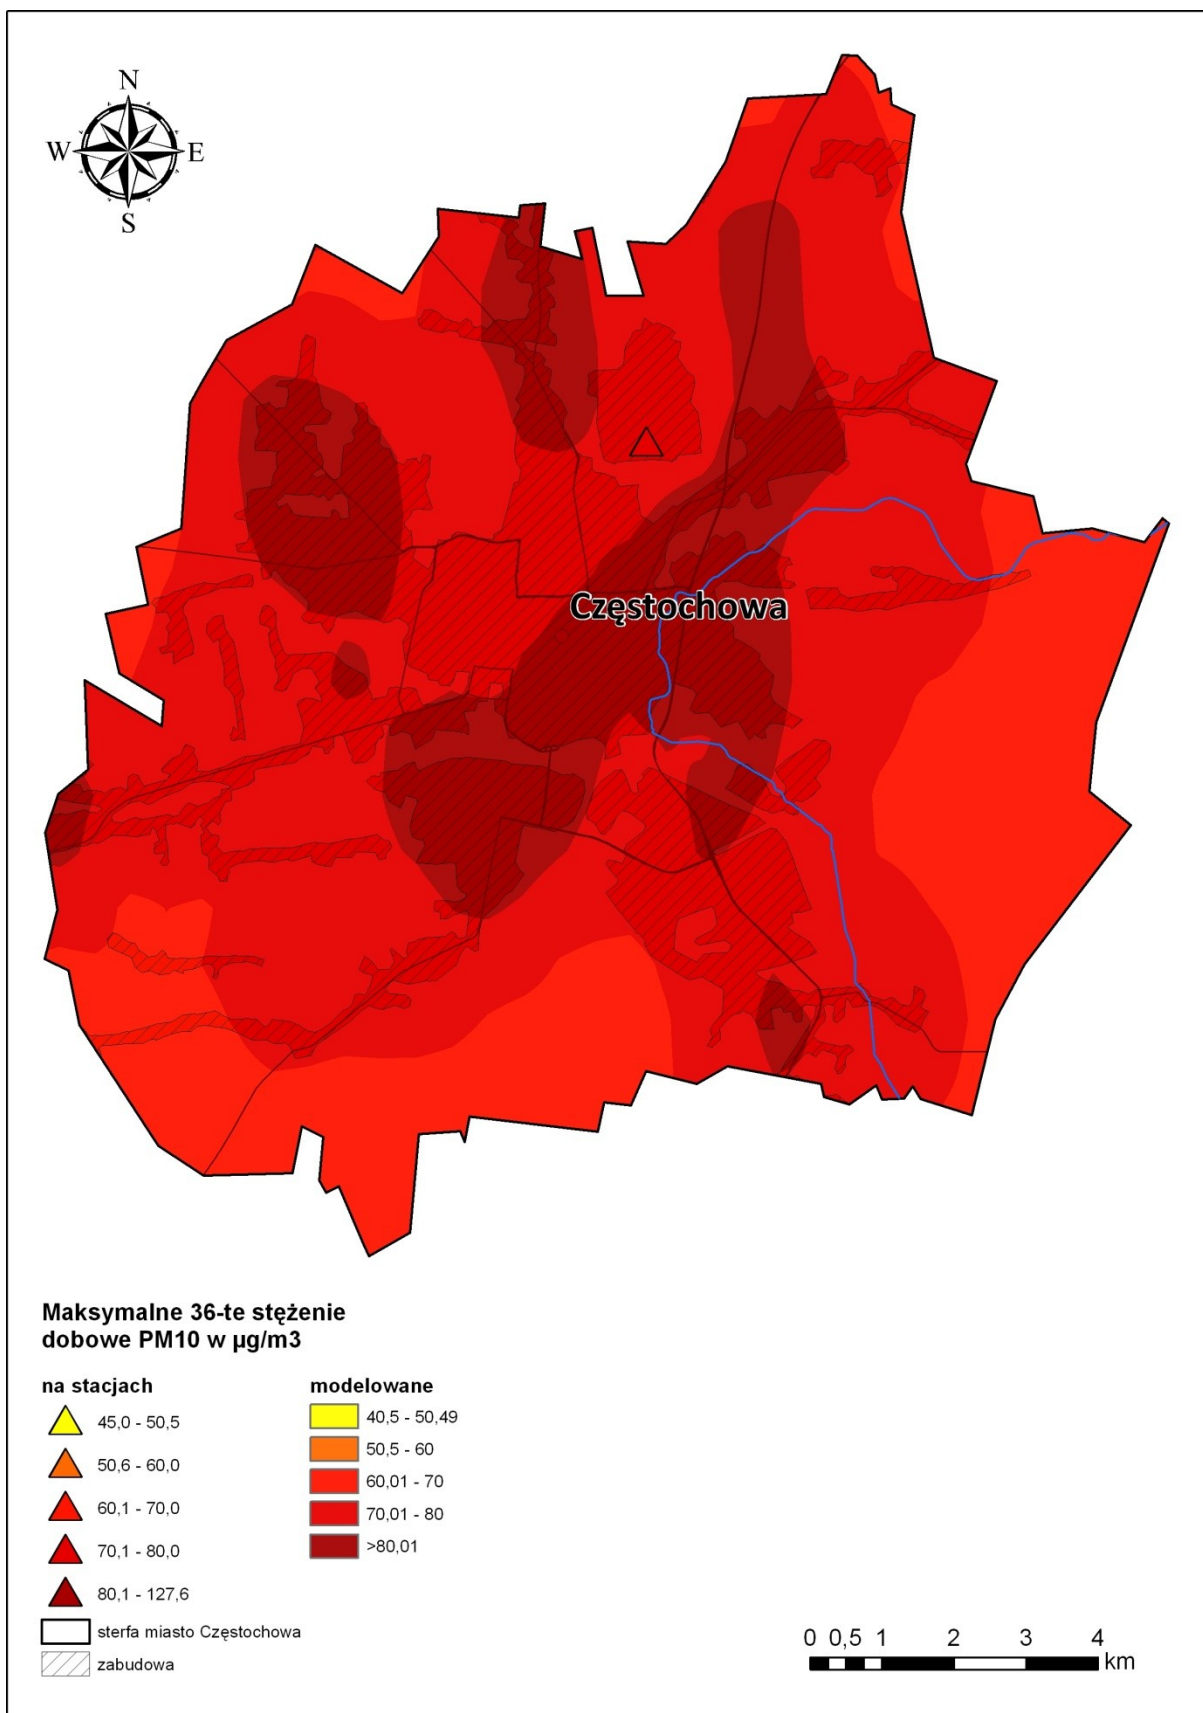 N
W E
S
Częstochowa
Maksymalne 36-te stężenie
dobowe PM10 w µg/m3
na stacjach
45,0 - 50,5
50,6 - 60,0
60,1 - 70,0
70,1 - 80,0
80,1 - 127,6
sterfa miasto Częstochowa
zabudowa
modelowane
40,5 - 50,49
50,5 - 60
60,01 - 70
70,01 - 80
>80,01
0 0,5 1 2 3 4
km